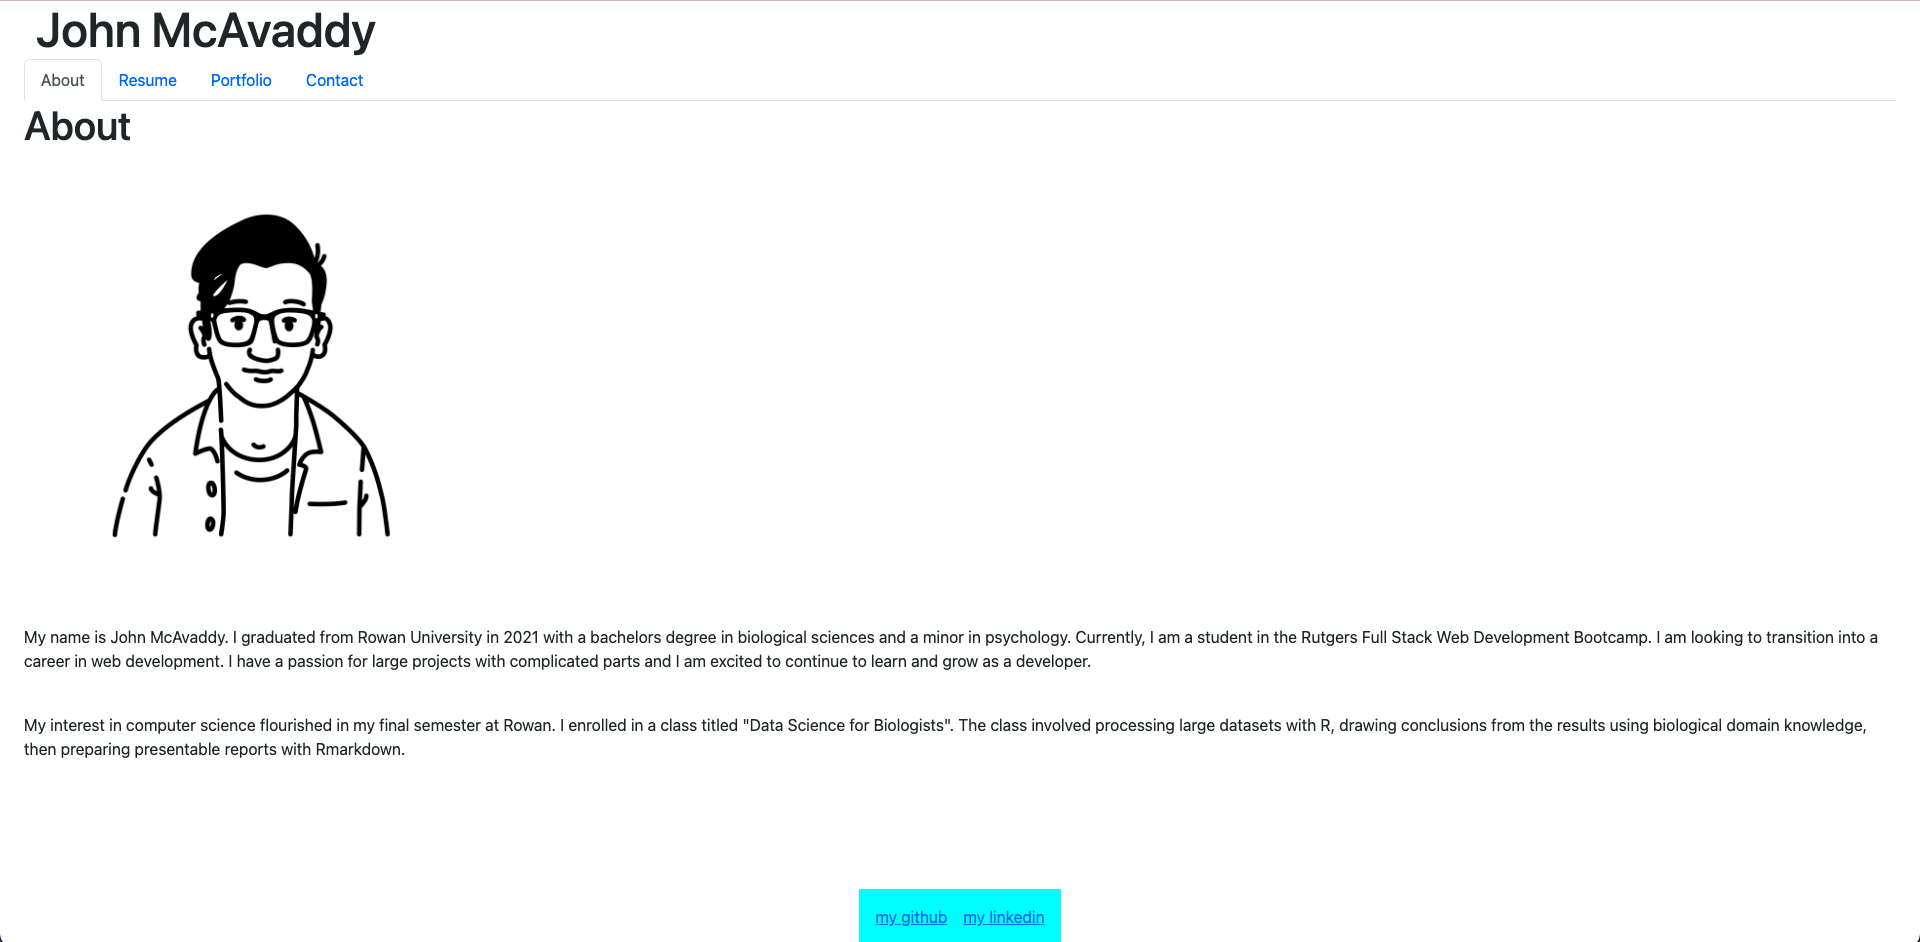 John McAvaddy
About Resume Portfolio Contact
About
My name is John McAvaddy. I graduated from Rowan University in 2021 with a bachelors degree in biological sciences and a minor in psychology. Currently, I am a student in the Rutgers Full Stack Web Development Bootcamp. I am looking to transition into a
career in web development. I have a passion for large projects with complicated parts and I am excited to continue to learn and grow as a developer.
My interest in computer science flourished in my final semester at Rowan. I enrolled in a class titled "Data Science for Biologists". The class involved processing large datasets with R, drawing conclusions from the results using biological domain knowledge,
then preparing presentable reports with Rmarkdown.
my github my linkedin